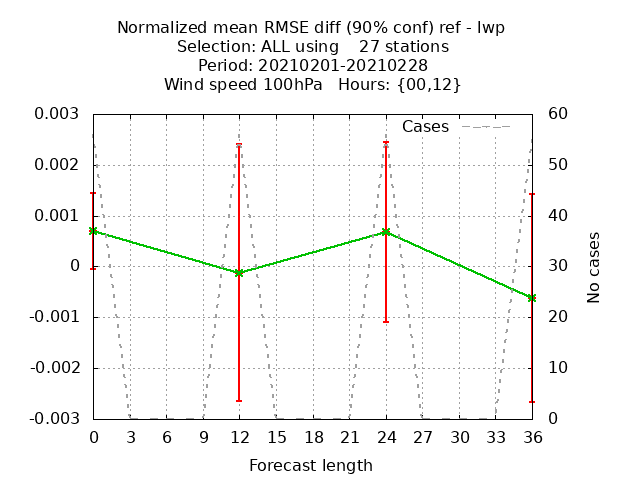 Normalized mean RMSE diff (90% conf) ref - lwp
Selection: ALL using    27 stations
Period: 20210201-20210228
Wind speed 100hPa   Hours: {00,12}
Cases
0.003
0.002
0.001
0
-0.001
-0.002
-0.003
60
50
40
30
20
10
0
No cases
0 3 6 9 12 15 18 21 24 27 30 33 36
Forecast length